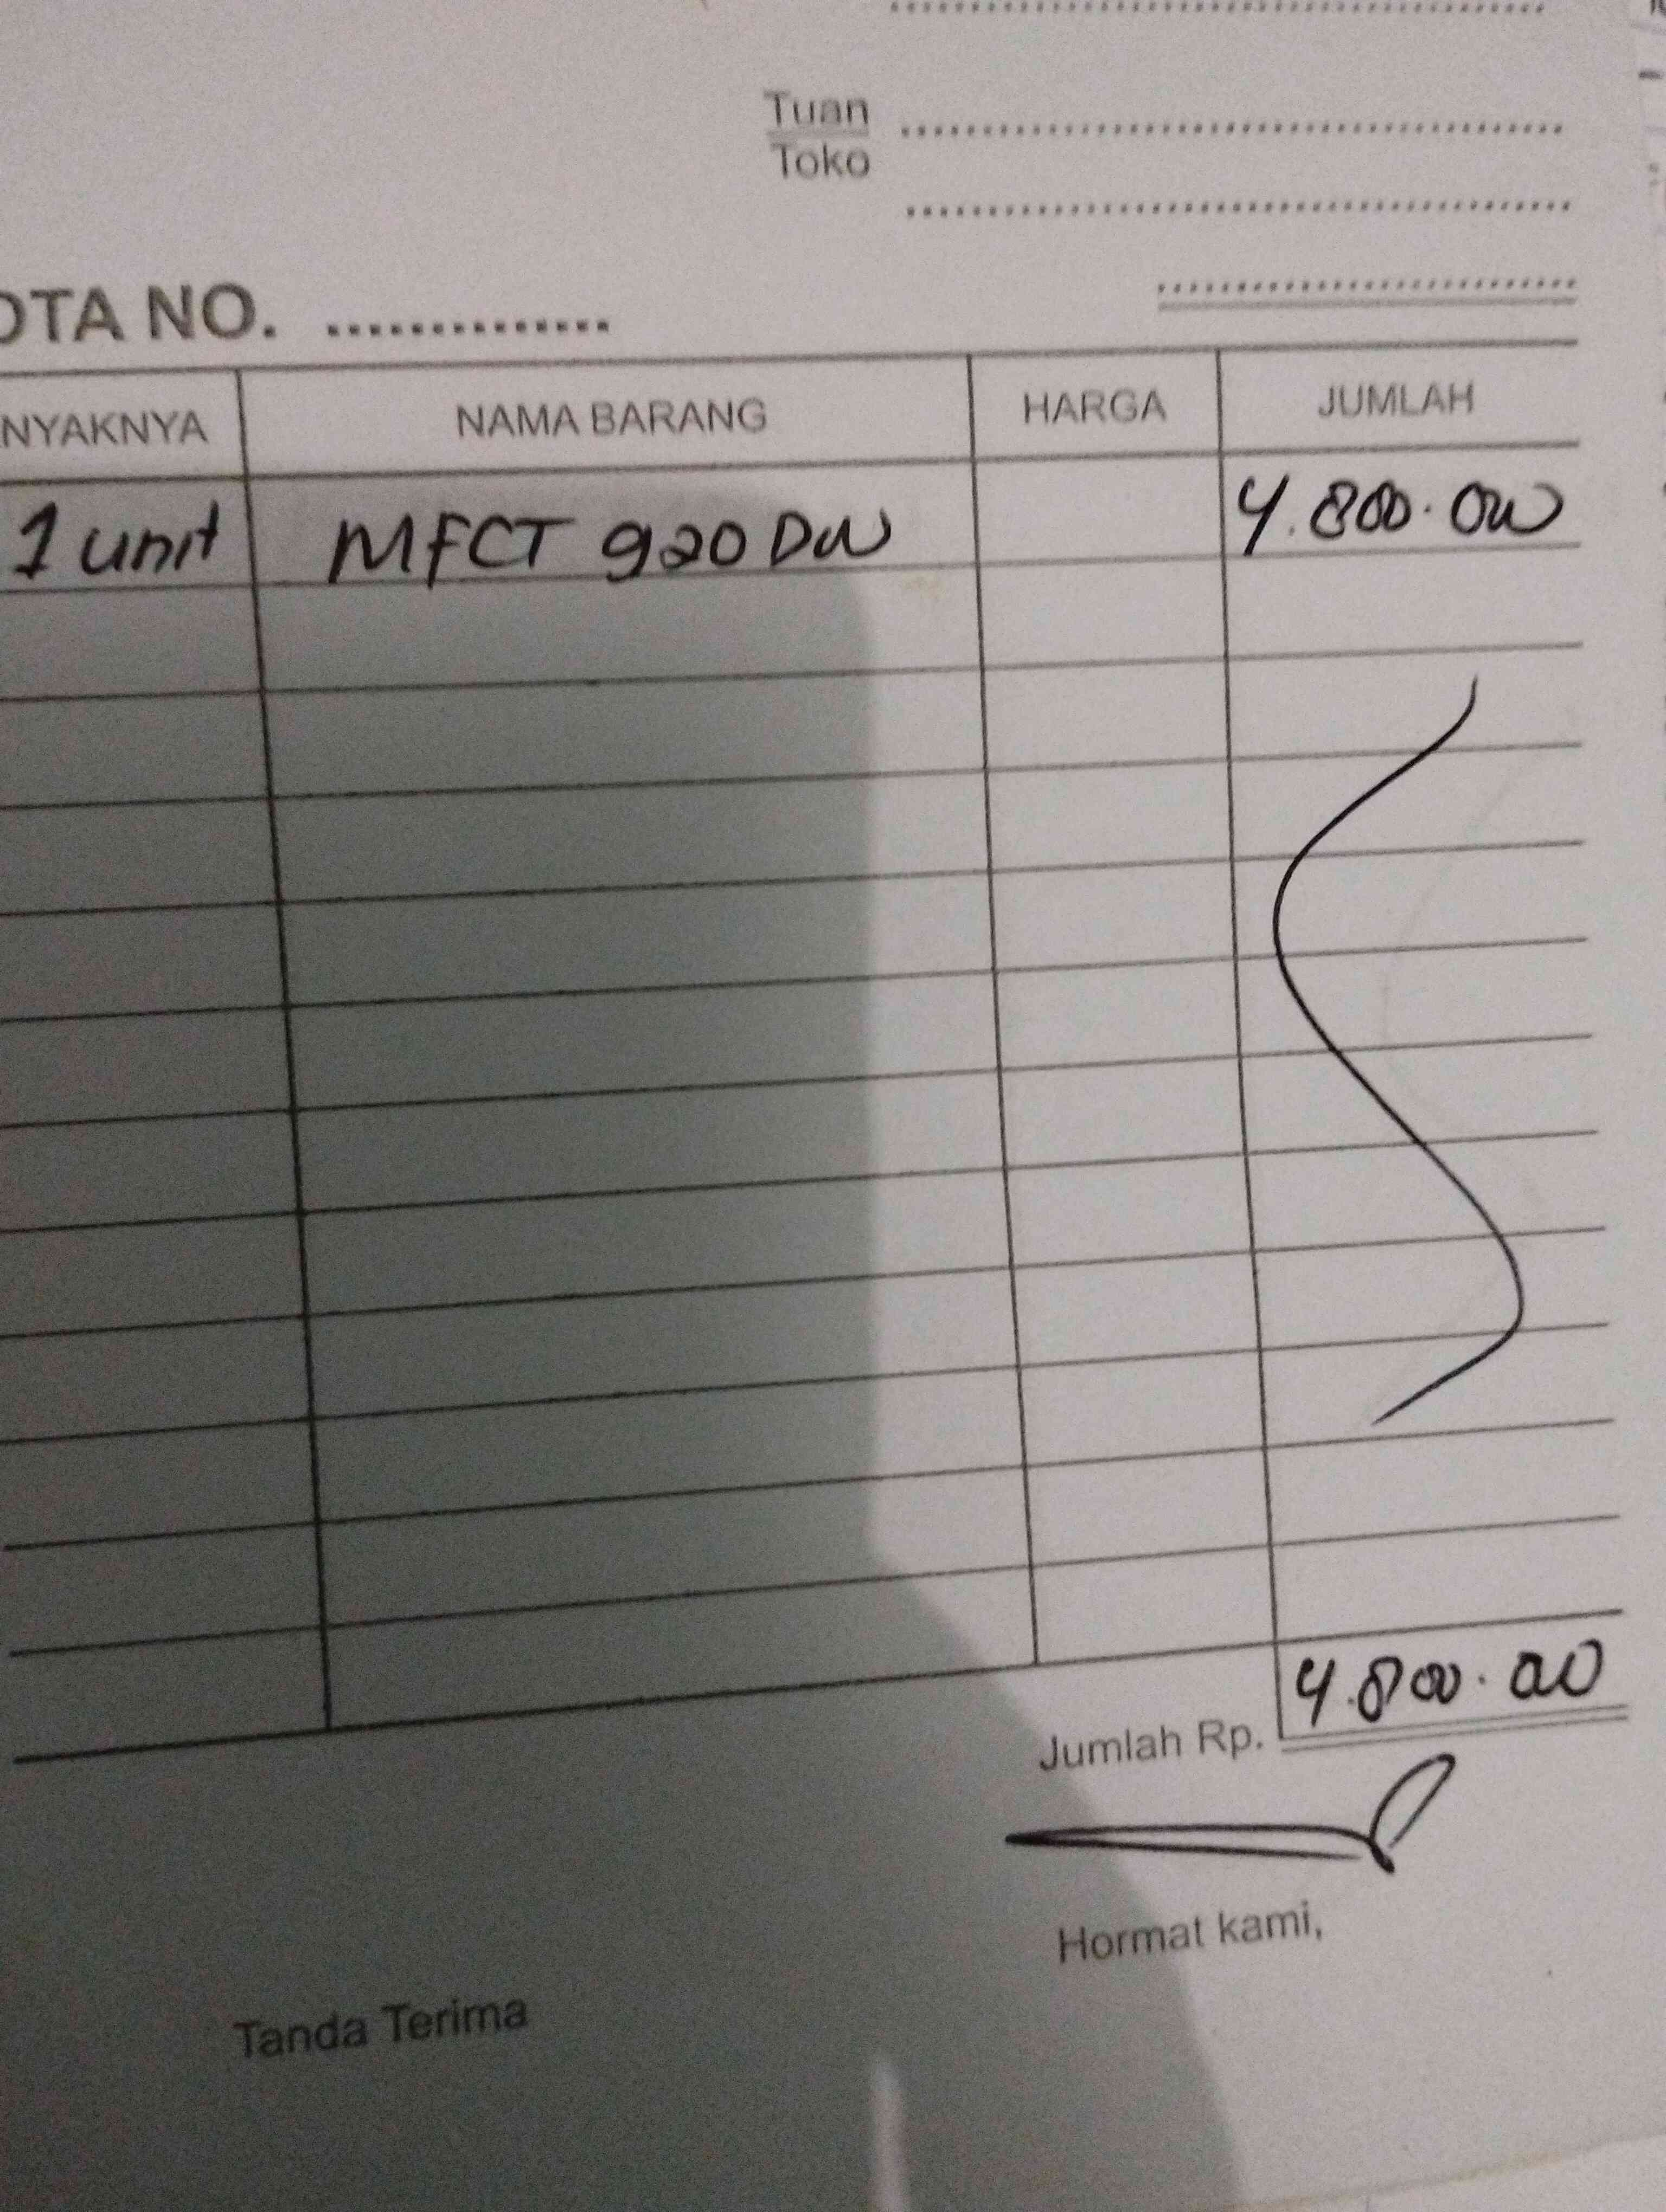 Tuan
Toko
OTA NO. ..............
NYAKNYA NAMA BARANG HARGA JUMLAH
1 unit MFCT 920 DW 4.800.000
Jumlah Rp. 4.800.000
Hormat kami,
Tanda Terima